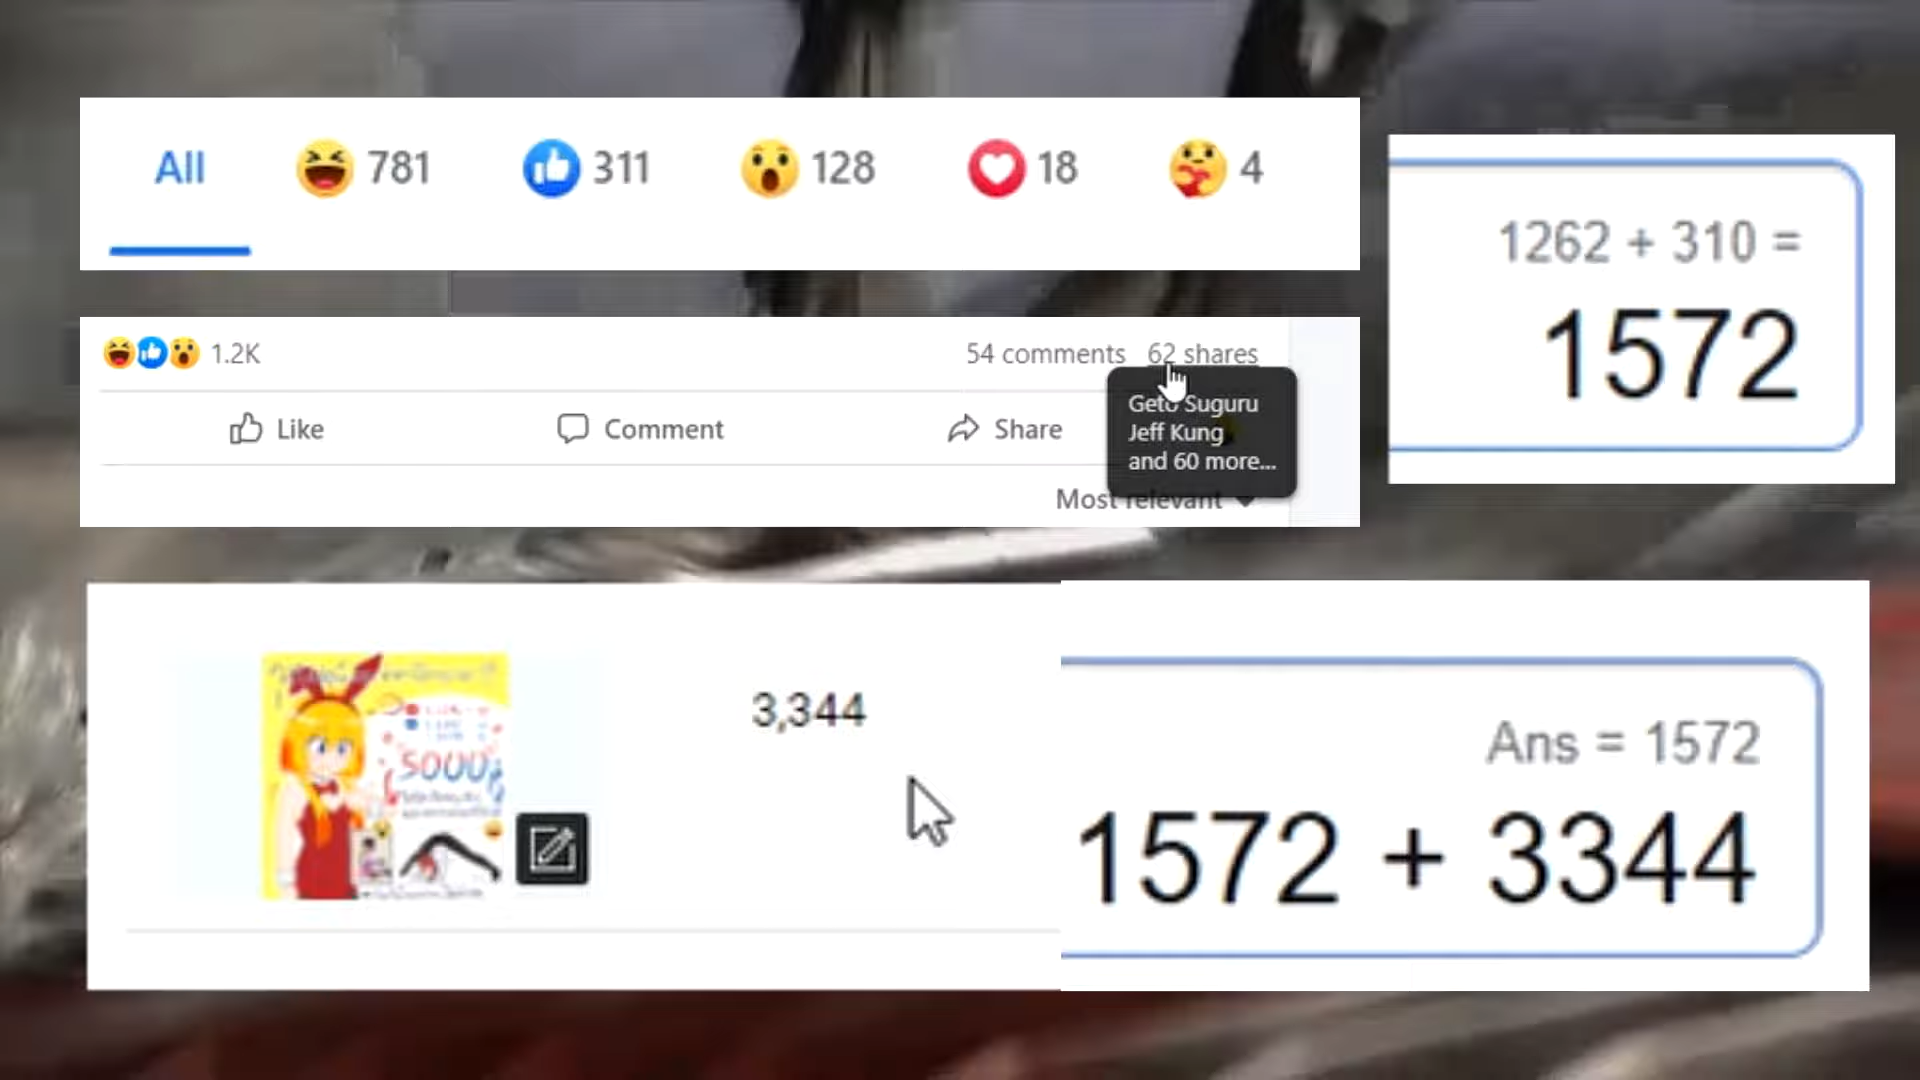 All 781 311 128 18 4
1262 + 310 =
1572
1.2K 54 comments 62 shares
Like Comment Share
Geto Suguru
Jeff Kung
and 60 more...
Most relevant
3,344
5000
Ans = 1572
1572 + 3344